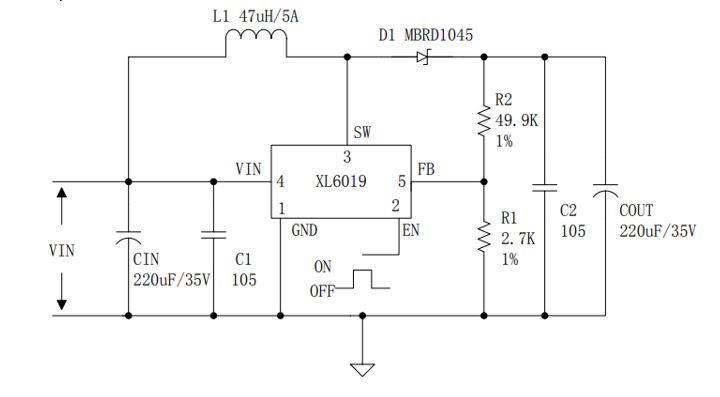 L1 47uH/5A
D1 MBRD1045
R2
49.9K
1%
SW
3
VIN
FB
4
XL6019
5
1
2
GND
EN
R1
2.7K
1%
C2
105
COUT
220uF/35V
VIN
CIN
220uF/35V
C1
105
ON
OFF